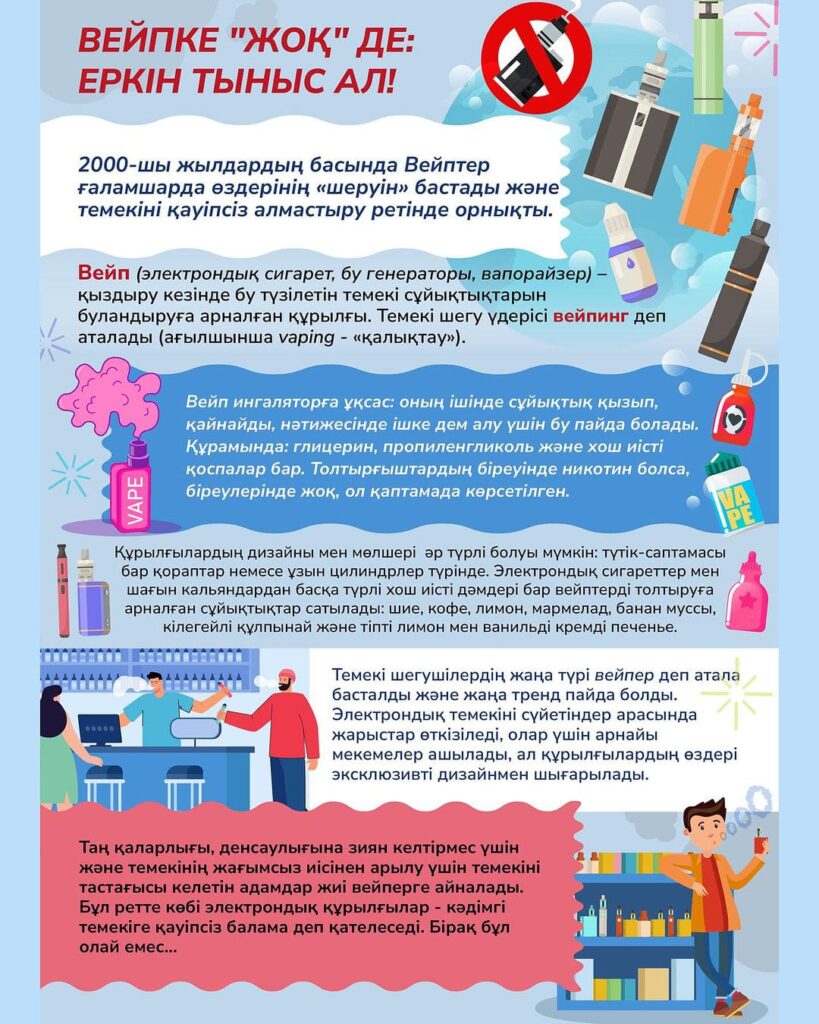 ВЕЙПКЕ "ЖОҚ" ДЕ:
ЕРКІН ТЫНЫС АЛ!
2000-шы жылдардың басында Вейптер
ғаламшарда өздерінің «шеруін» бастады және
темекіні қауіпсіз алмастыру ретінде орнықты.
Вейп (электрондық сигарет, бу генераторы, вапорайзер) –
қыздыру кезінде бу түзілетін темекі сұйықтықтарын
буландыруға арналған құрылғы. Темекі шегу үдерісі вейпинг деп
аталады (ағылшынша vaping - «қалықтау»).
Вейп ингаляторға ұқсас: оның ішінде сұйықтық қызып,
қайнайды, нәтижесінде ішке дем алу үшін бу пайда болады.
Құрамында: глицерин, пропиленгликоль және хош иісті
қоспалар бар. Толтырғыштардың біреуінде никотин болса,
біреулерінде жоқ, ол қаптамада көрсетілген.
VAPE
VA
PE
Құрылғылардың дизайны мен мөлшері әр түрлі болуы мүмкін: түтік-саптамасы
бар қораптар немесе ұзын цилиндрлер түрінде. Электрондық сигареттер мен
шағын кальяндардан басқа түрлі хош иісті дәмдері бар вейптерді толтыруға
арналған сұйықтықтар сатылады: шие, кофе, лимон, мармелад, банан муссы,
кілегейлі құлпынай және тіпті лимон мен ванильді кремді печенье.
Темекі шегушілердің жаңа түрі вейпер деп атала
басталды және жаңа тренд пайда болды.
Электрондық темекіні сүйетіндер арасында
жарыстар өткізіледі, олар үшін арнайы
мекемелер ашылады, ал құрылғылардың өздері
эксклюзивті дизайнмен шығарылады.
Таң қаларлығы, денсаулығына зиян келтірмес үшін
және темекінің жағымсыз иісінен арылу үшін темекіні
тастағысы келетін адамдар жиі вейперге айналады.
Бұл ретте көбі электрондық құрылғылар - кәдімгі
темекіге қауіпсіз балама деп қателеседі. Бірақ бұл
олай емес...